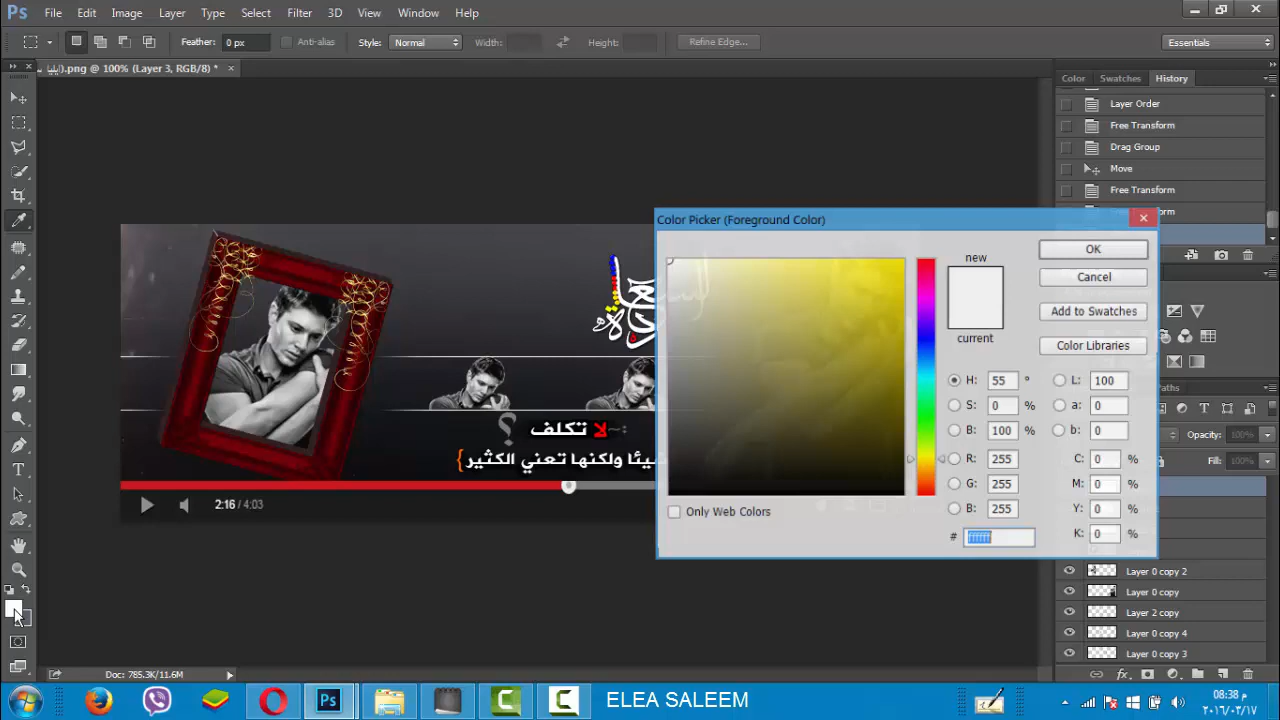 Ps File Edit Image Layer Type Select Filter 3D View Window Help
Feather: 0 px Anti-alias Style: Normal Width: Height: Refine Edge... Essentials
.png @ 100% (Layer 3, RGB/8) * ×
Color Swatches History
Layer Order
Free Transform
Drag Group
Move
Free Transform
Color Picker (Foreground Color)
new
current
OK
Cancel
Add to Swatches
Color Libraries
H: 55 ° L: 100
S: 0 % a: 0
B: 100 % b: 0
R: 255 C: 0 %
G: 255 M: 0 %
B: 255 Y: 0 %
# ffffff K: 0 %
Only Web Colors
Opacity: 100%
Fill: 100%
؟ لا تكلف
شيئا ولكنها تعني الكثير}
2:16 / 4:03
Layer 0 copy 2
Layer 0 copy
Layer 2 copy
Layer 0 copy 4
Layer 0 copy 3
Doc: 785.3K/11.6M
ELEA SALEEM
08:38 م
٢٠١٦/٠٢/١٧